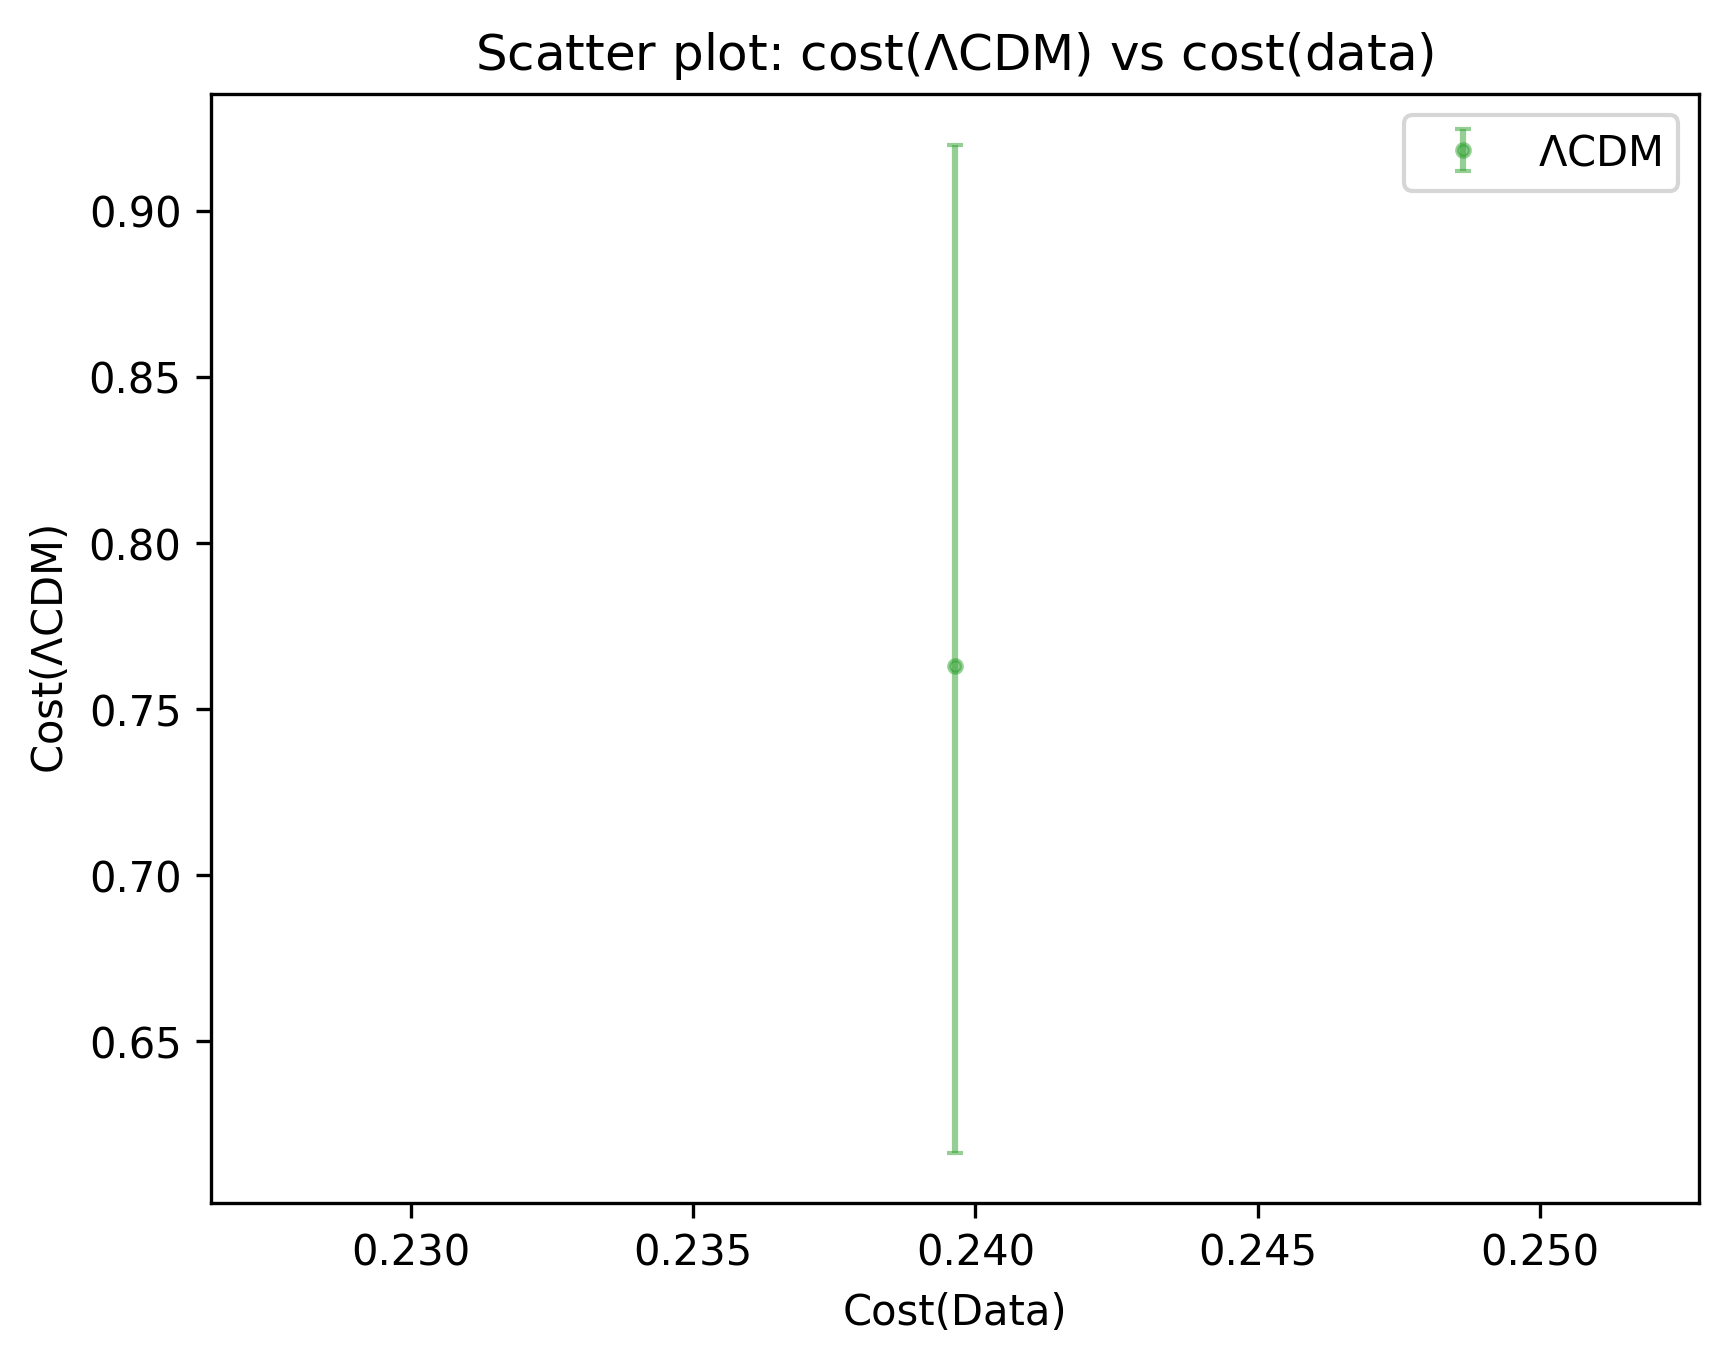 Scatter plot: cost(ΛCDM) vs cost(data)
ΛCDM
Cost(ΛCDM)
0.90
0.85
0.80
0.75
0.70
0.65
0.230 0.235 0.240 0.245 0.250
Cost(Data)